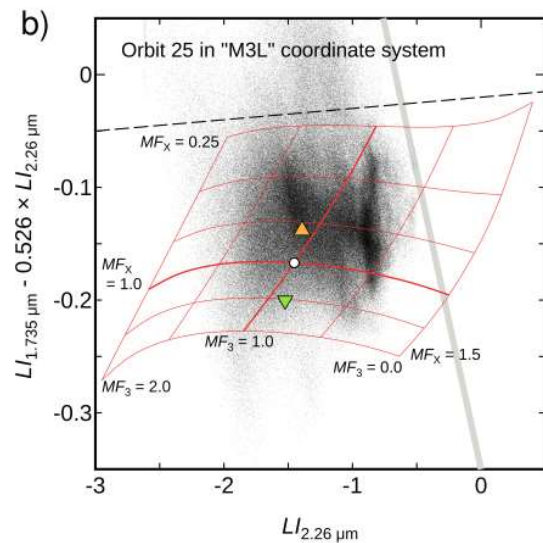 b)
Orbit 25 in "M3L" coordinate system
0
-0.1
-0.2
-0.3
MFX = 0.25
MFX
= 1.0
MF3 = 1.0
MF3 = 0.0
MFX = 1.5
MF3 = 2.0
-3
-2
-1
0
LI2.26 μm
LI1.735 μm - 0.526 × LI2.26 μm